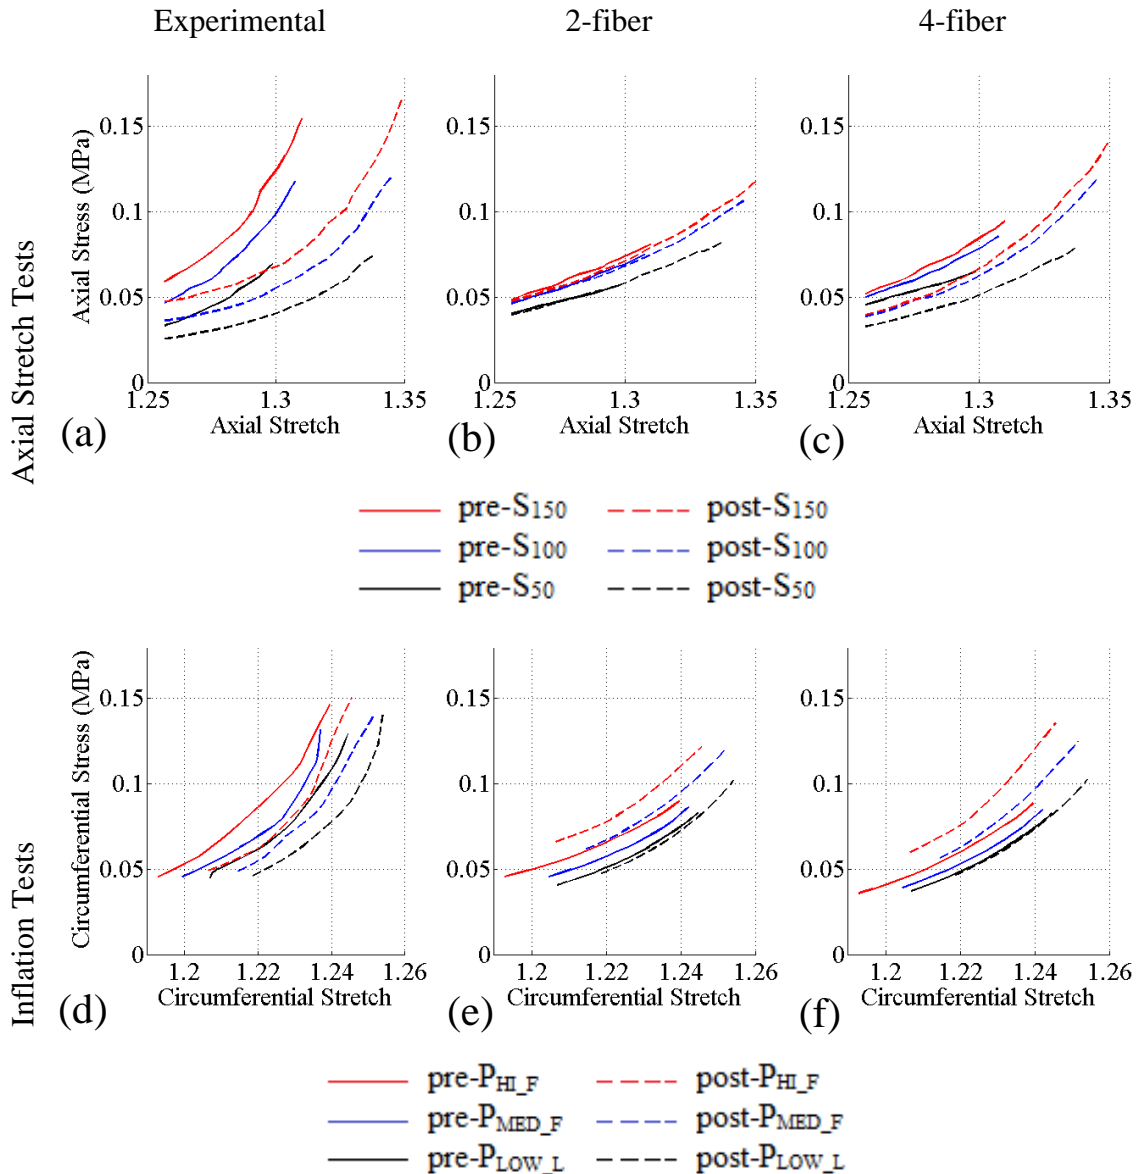 Experimental 2-fiber 4-fiber
Axial Stretch Tests
Axial Stress (MPa)
0.15 0.15 0.15
0.1 0.1 0.1
0.05 0.05 0.05
0 0 0
1.25 1.3 1.35 1.25 1.3 1.35 1.25 1.3 1.35
Axial Stretch Axial Stretch Axial Stretch
(a) (b) (c)
pre-S150 post-S150
pre-S100 post-S100
pre-S50 post-S50
Inflation Tests
Circumferential Stress (MPa)
0.15 0.15 0.15
0.1 0.1 0.1
0.05 0.05 0.05
0 0 0
1.2 1.22 1.24 1.26 1.2 1.22 1.24 1.26 1.2 1.22 1.24 1.26
Circumferential Stretch Circumferential Stretch Circumferential Stretch
(d) (e) (f)
pre-PHI_F post-PHI_F
pre-PMED_F post-PMED_F
pre-PLOW_L post-PLOW_L